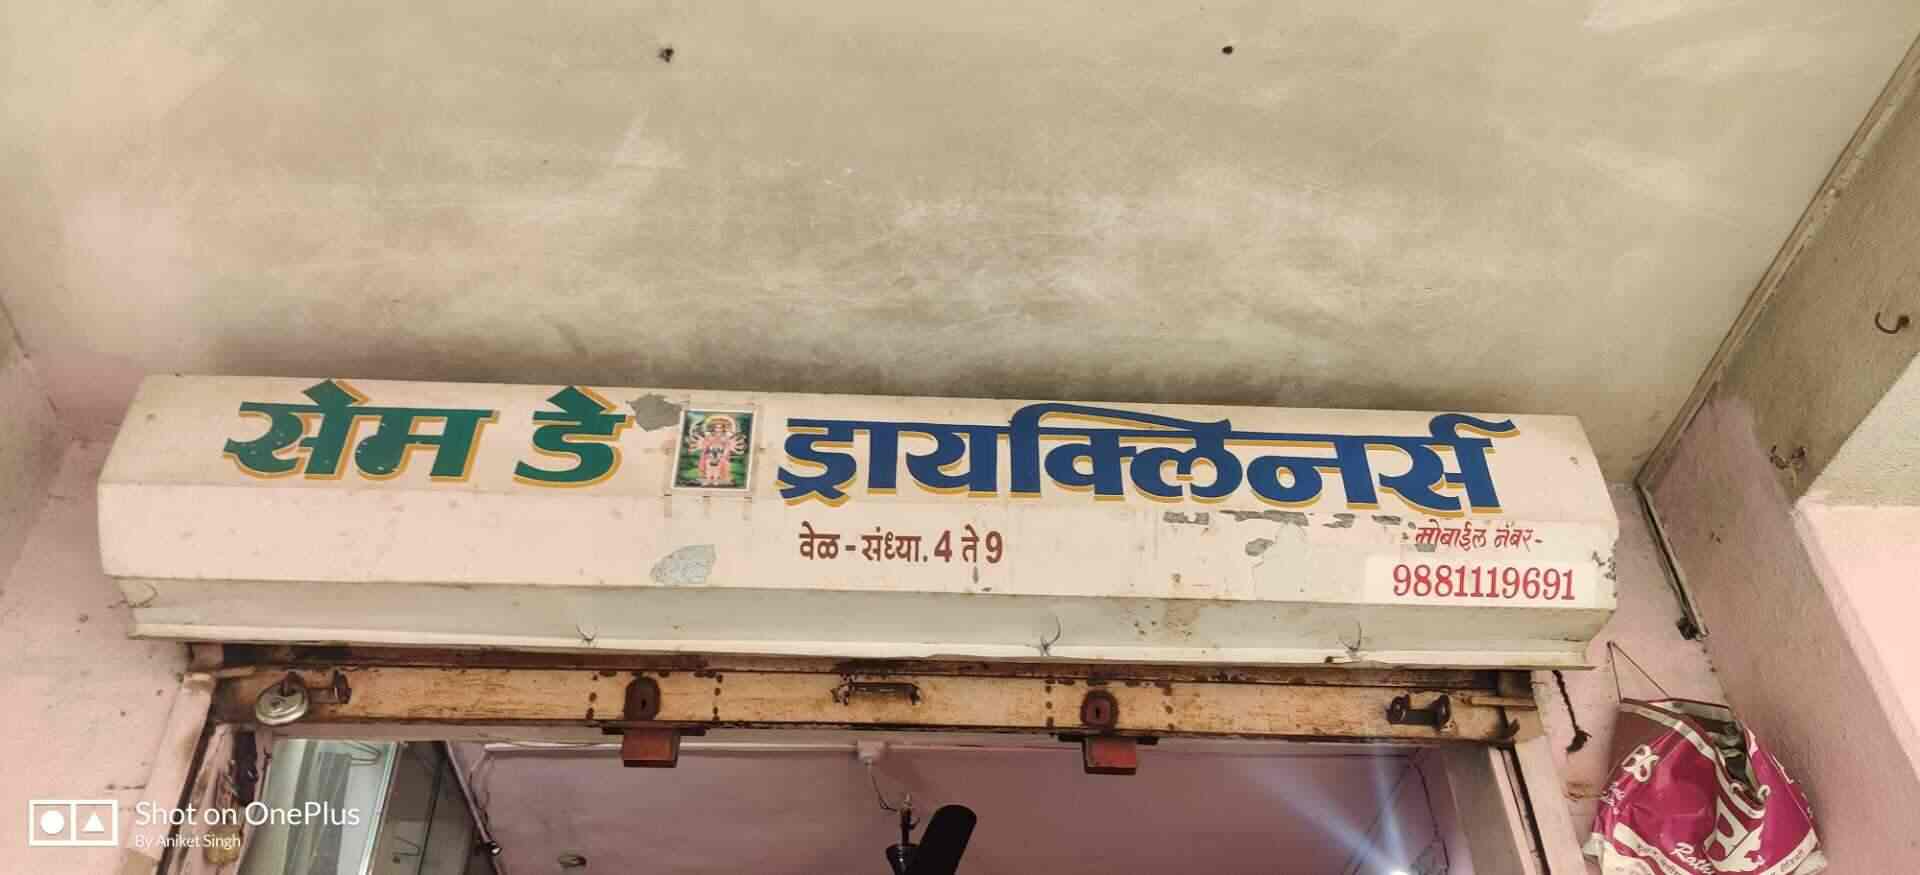 सेम डे ड्रायक्लिनर्स
वेळ - संध्या. 4 ते 9
मोबाईल नंबर-
9881119691
Shot on OnePlus
By Aniket Singh